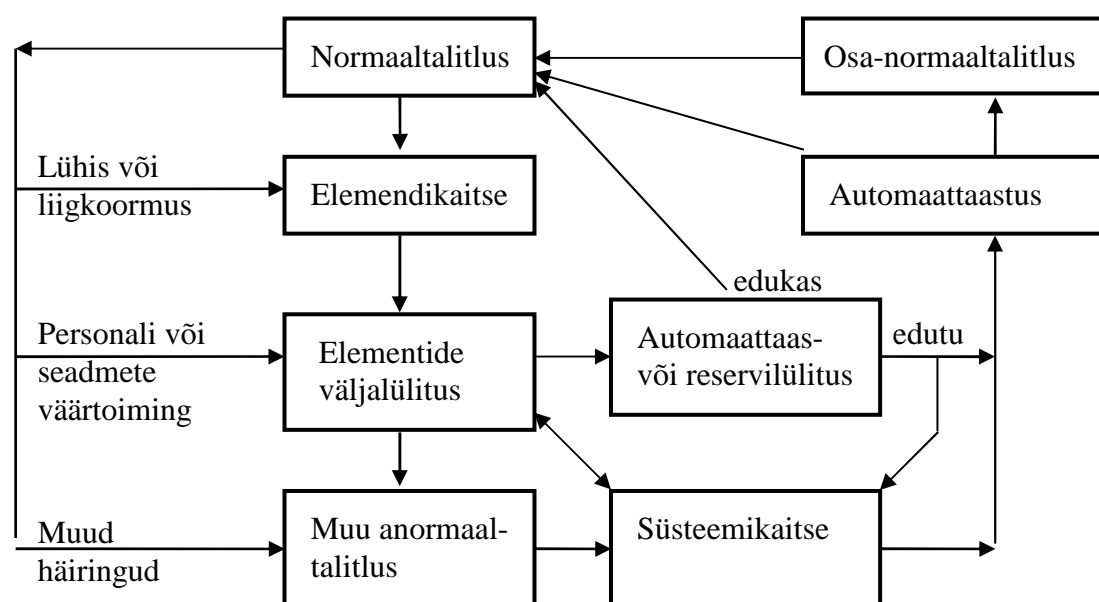 Normaaltalitlus
Osa-normaaltalitlus
Lühis või
liigkoormus
Elemendikaitse
Automaattaastus
edukas
Personali või
seadmete
väärtoiming
Elementide
väljalülitus
Automaattaas-
või reservilülitus
edutu
Muud
häiringud
Muu anormaal-
talitlus
Süsteemikaitse